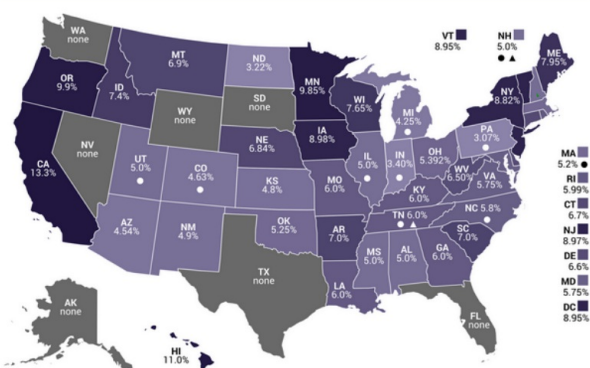 WA
none
MT
6.9%
ND
3.22%
MN
9.85%
VT
8.95%
NH
5.0%
ME
7.95%
OR
9.9%
ID
7.4%
SD
none
WI
7.65%
MI
4.25%
NY
8.82%
WY
none
IA
8.98%
PA
3.07%
NE
6.84%
NV
none
UT
5.0%
CO
4.63%
IL
5.0%
IN
3.40%
OH
5.392%
MA
5.2%
CA
13.3%
KS
4.8%
MO
6.0%
WV
6.50%
VA
5.75%
RI
5.99%
KY
6.0%
CT
6.7%
AZ
4.54%
NM
4.9%
OK
5.25%
AR
7.0%
TN 6.0%
NC 5.8%
NJ
8.97%
SC
7.0%
DE
6.6%
MS
5.0%
AL
5.0%
GA
6.0%
MD
5.75%
TX
none
LA
6.0%
DC
8.95%
AK
none
FL
none
HI
11.0%